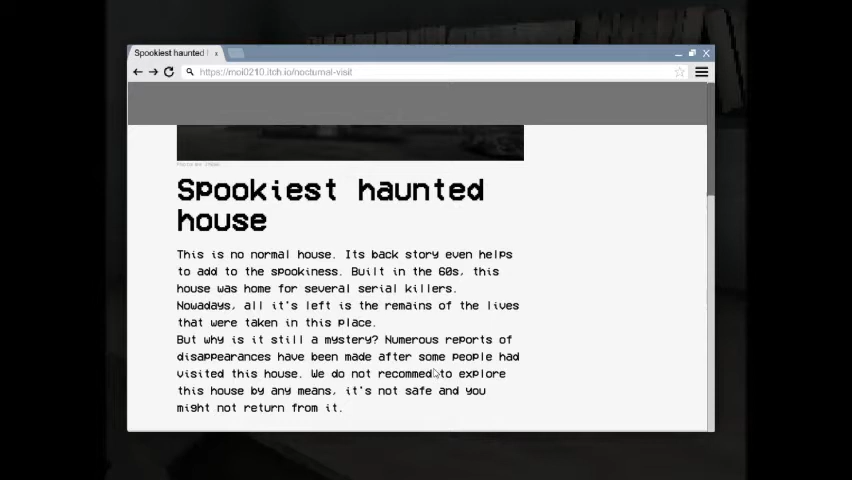 Spookiest haunted
https://moi0210.itch.io/nocturnal-visit
Spookiest haunted
house
This is no normal house. Its back story even helps
to add to the spookiness. Built in the 60s, this
house was home for several serial killers.
Nowadays, all it's left is the remains of the lives
that were taken in this place.
But why is it still a mystery? Numerous reports of
disappearances have been made after some people had
visited this house. We do not recommed to explore
this house by any means, it's not safe and you
might not return from it.